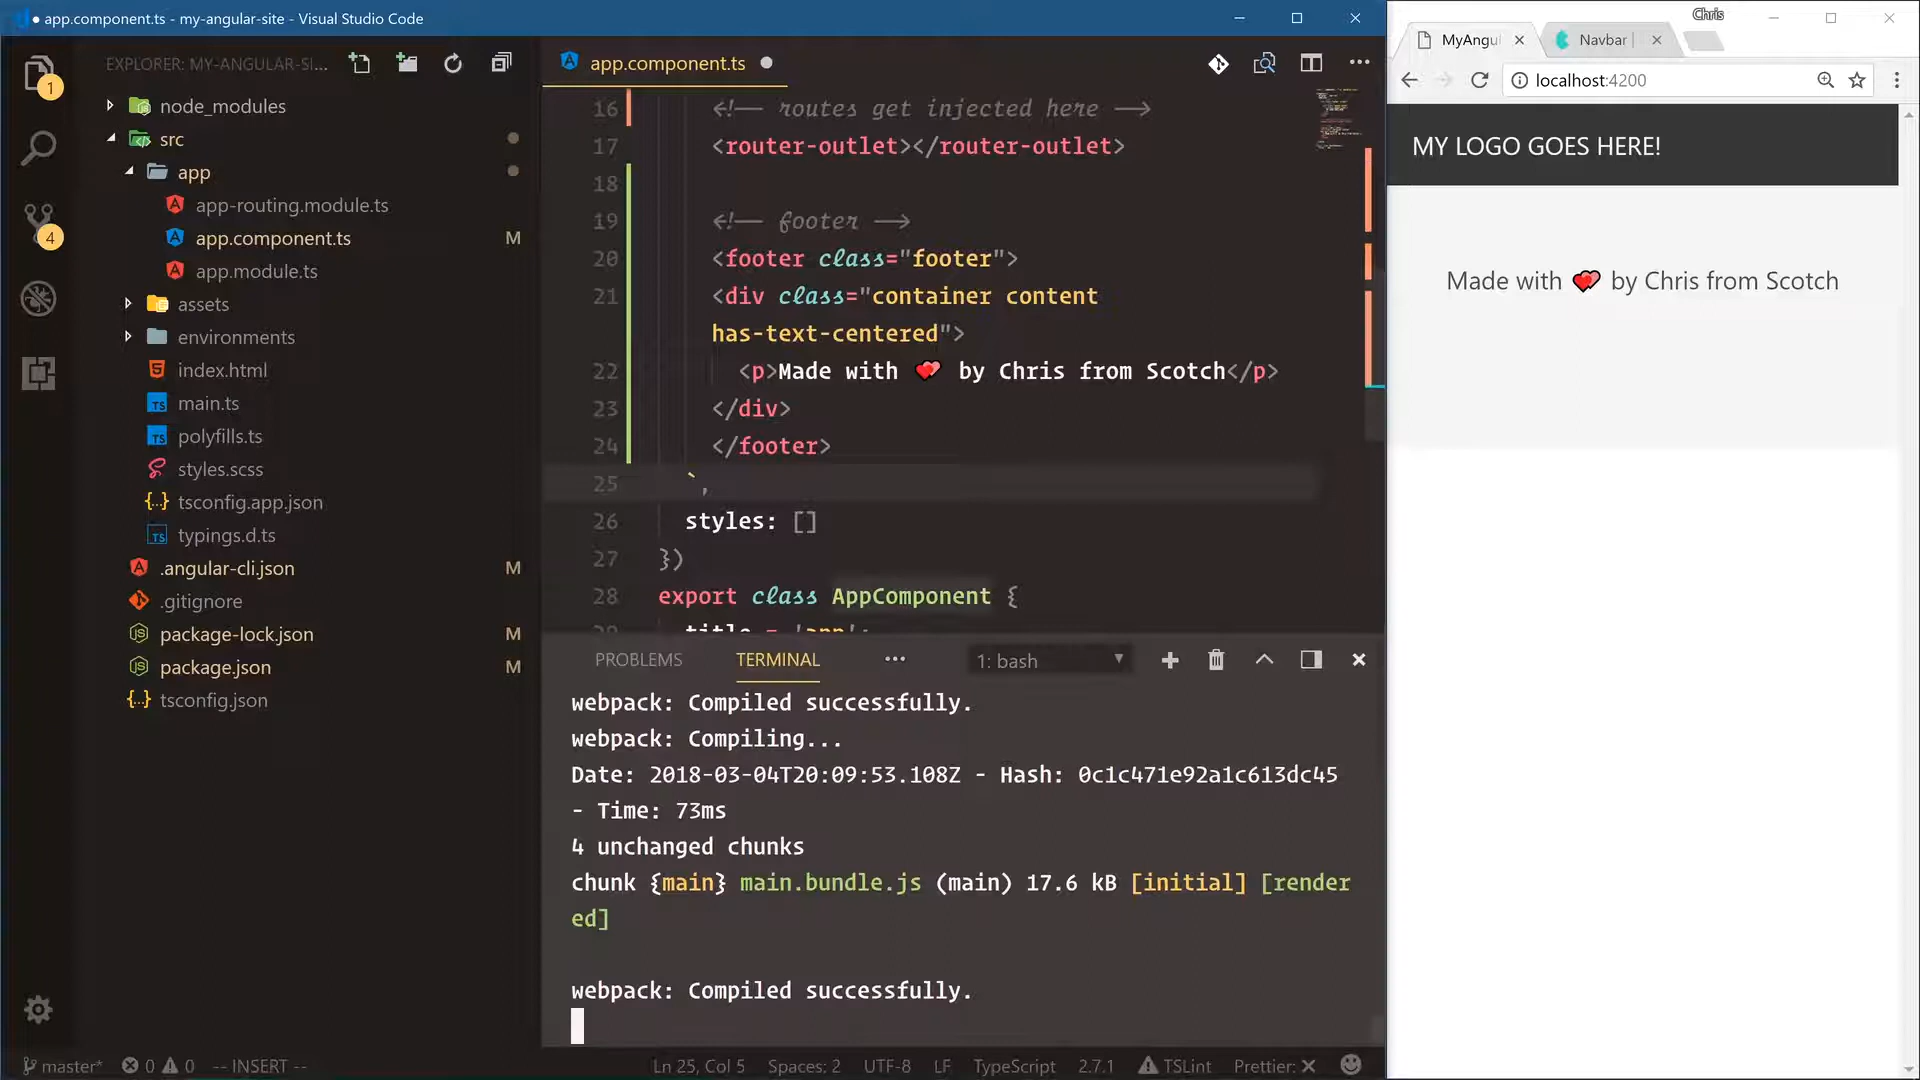 ● app.component.ts - my-angular-site - Visual Studio Code
EXPLORER: MY-ANGULAR-SI...
1
4
node_modules
src
app
app-routing.module.ts
app.component.ts M
app.module.ts
assets
environments
index.html
main.ts
polyfills.ts
styles.scss
tsconfig.app.json
typings.d.ts
.angular-cli.json M
.gitignore
package-lock.json M
package.json M
tsconfig.json
app.component.ts
16 <!-- routes get injected here -->
17 <router-outlet></router-outlet>
18
19 <!-- footer -->
20 <footer class="footer">
21 <div class="container content
has-text-centered">
22 <p>Made with 💕 by Chris from Scotch</p>
23 </div>
24 </footer>
25 `,
26 styles: []
27 })
28 export class AppComponent {
29 title = 'app';
PROBLEMS TERMINAL ••• 1: bash
webpack: Compiled successfully.
webpack: Compiling...
Date: 2018-03-04T20:09:53.108Z - Hash: 0c1c471e92a1c613dc45
- Time: 73ms
4 unchanged chunks
chunk {main} main.bundle.js (main) 17.6 kB [initial] [render
ed]
webpack: Compiled successfully.
master* 0 0 -- INSERT -- Ln 25, Col 5 Spaces: 2 UTF-8 LF TypeScript 2.7.1 TSLint Prettier: ✕
Chris
MyAngul Navbar |
localhost:4200
MY LOGO GOES HERE!
Made with 💕 by Chris from Scotch